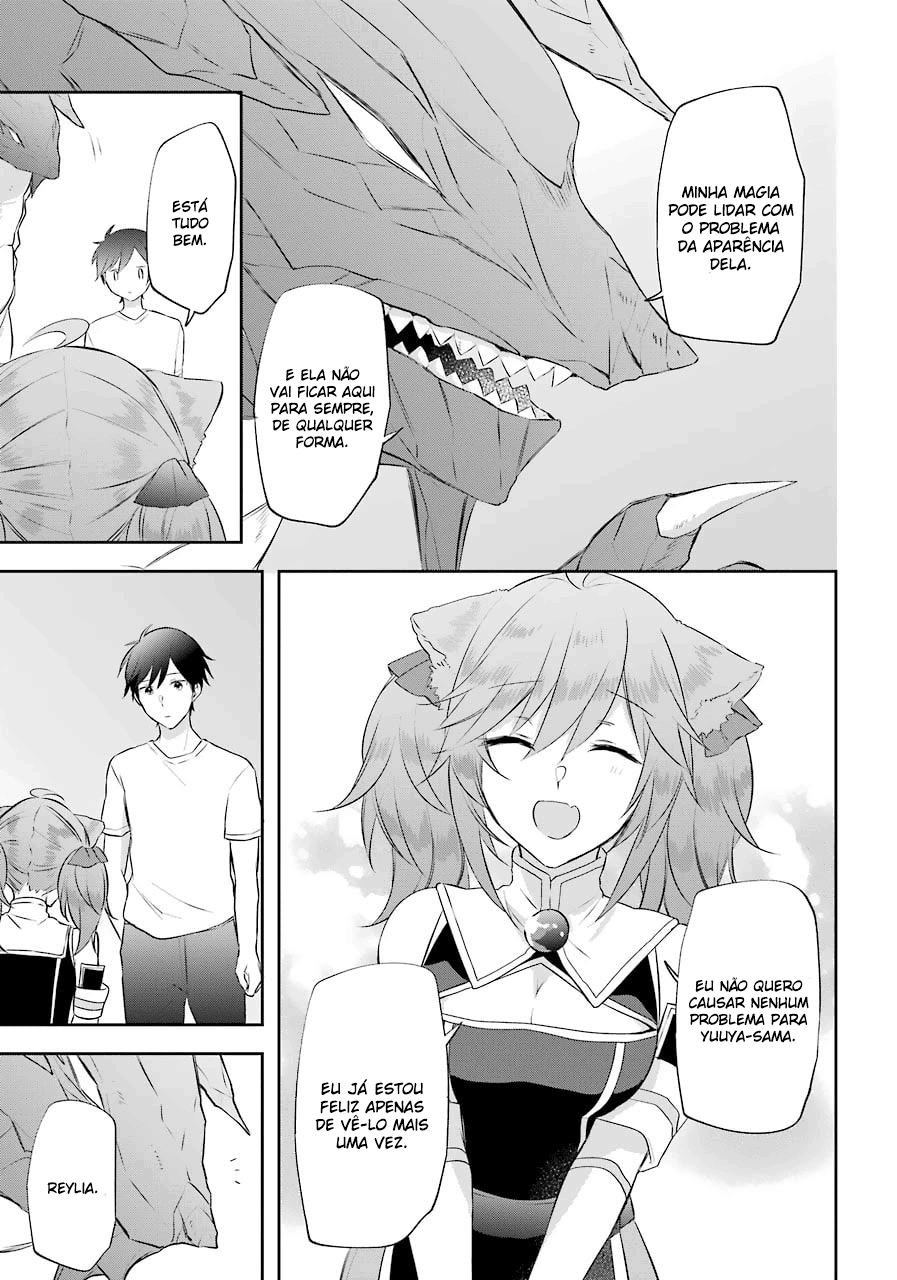 MINHA MAGIA
PODE LIDAR COM
O PROBLEMA
DA APARÊNCIA
DELA.
E ELA NÃO
VAI FICAR AQUI
PARA SEMPRE,
DE QUALQUER
FORMA.
ESTÁ
TUDO
BEM.
EU NÃO QUERO
CAUSAR NENHUM
PROBLEMA PARA
YUUYA-SAMA.
EU JÁ ESTOU
FELIZ APENAS
DE VÊ-LO MAIS
UMA VEZ.
REYLIA.